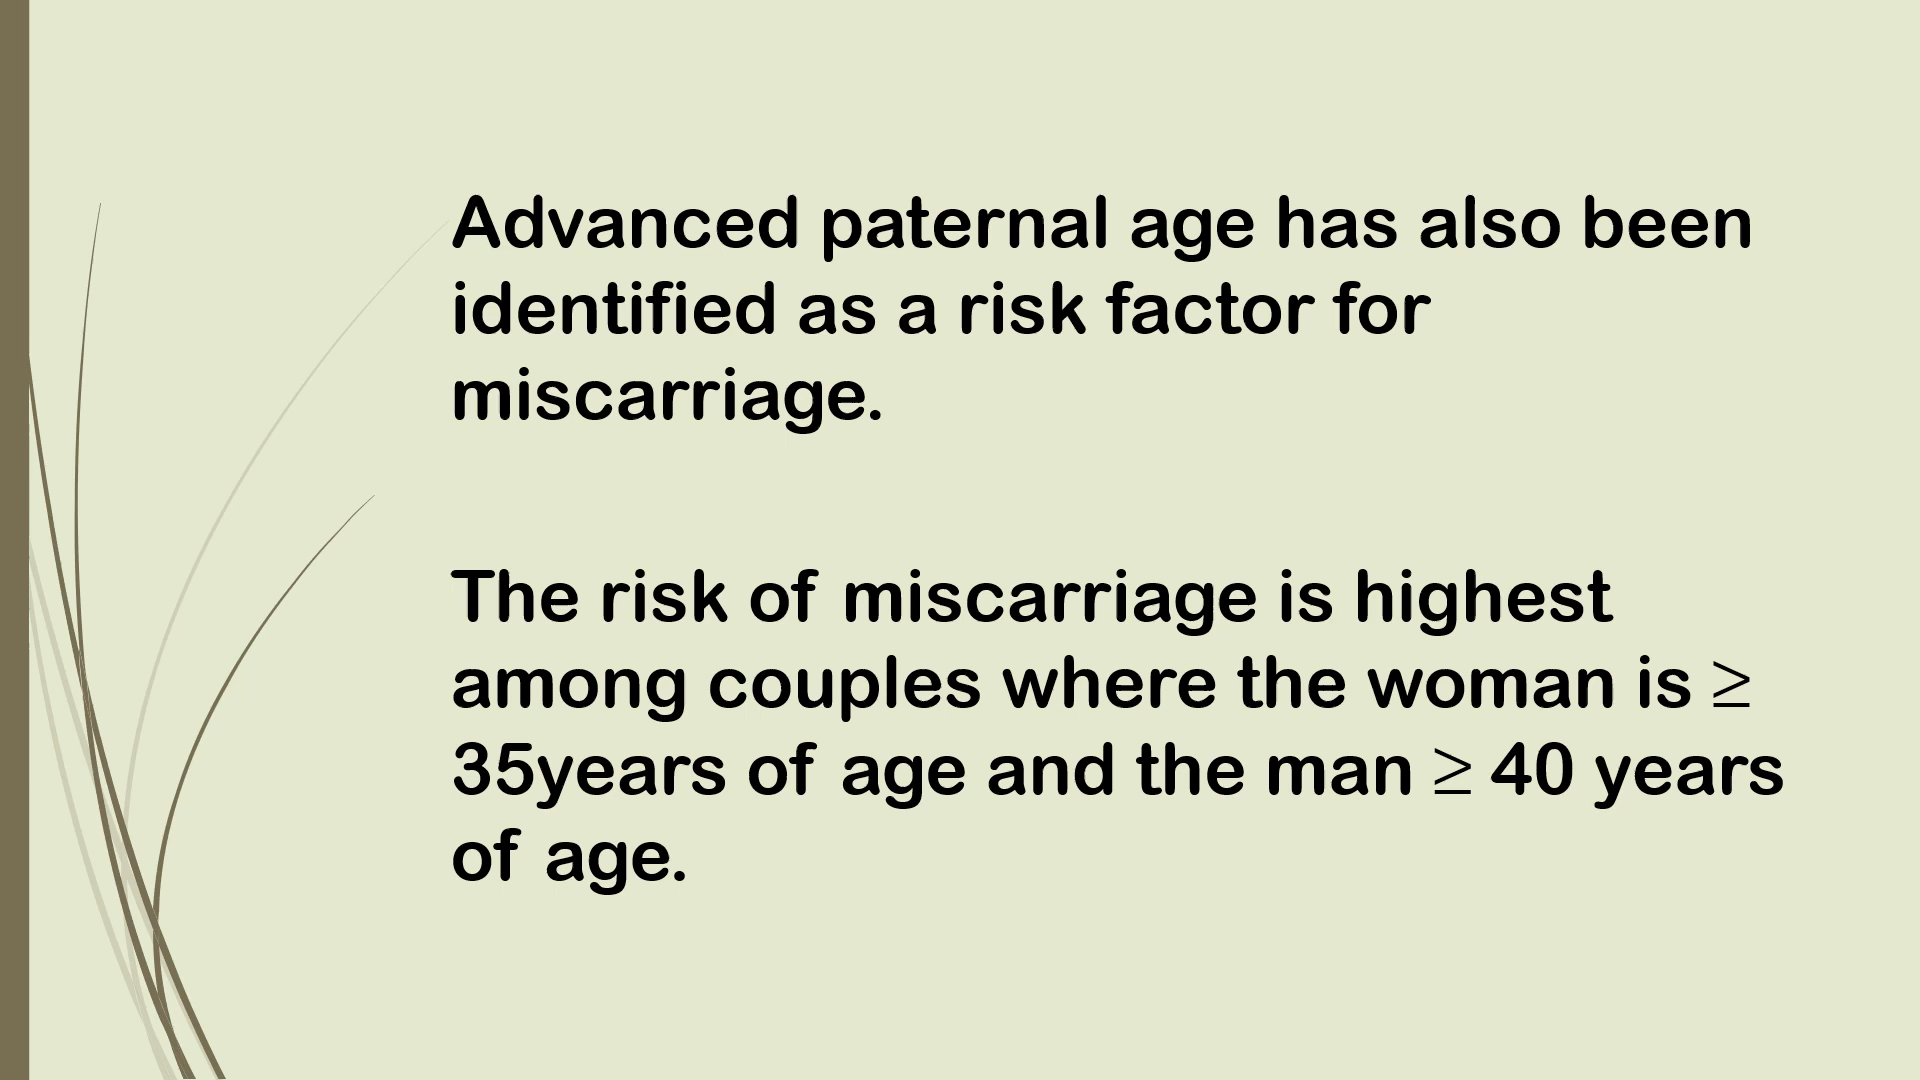 Advanced paternal age has also been
identified as a risk factor for
miscarriage.
The risk of miscarriage is highest
among couples where the woman is ≥
35years of age and the man ≥ 40 years
of age.